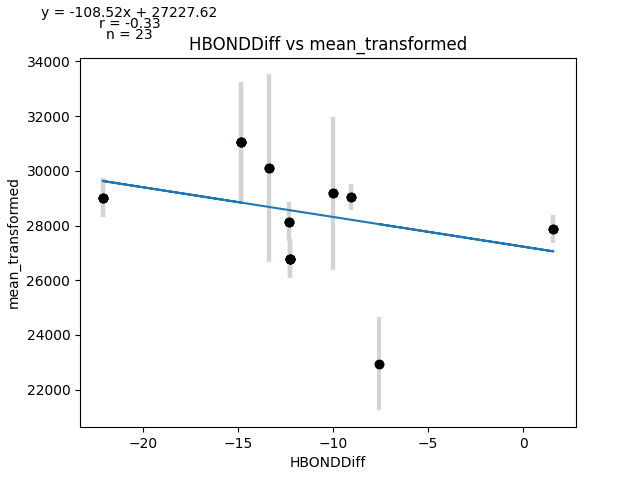 y = -108.52x + 27227.62
r = -0.33
n = 23
HBONDDiff vs mean_transformed
34000
32000
30000
28000
26000
24000
22000
mean_transformed
−20
−15
−10
−5
0
HBONDDiff